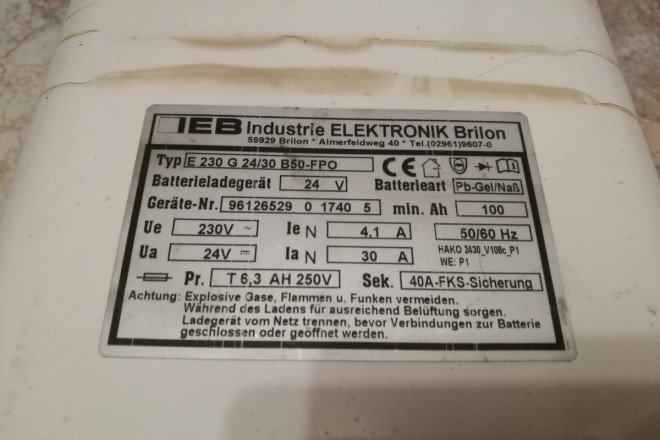 IEB Industrie ELEKTRONIK Brilon
59929 Brilon * Almerfeldweg 40 * Tel.(02961)9607-0
Typ E 230 G 24/30 B50-FPO CE
Batterieladegerät 24 V Batterieart Pb-Gel/Naß
Geräte-Nr. 96126529 0 1740 5 min. Ah 100
Ue 230V ~ Ie N 4,1 A 50/60 Hz
Ua 24V Ia N 30 A HAKO 2430_V108c_P1
WE: P1
Pr. T 6,3 AH 250V Sek. 40A-FKS-Sicherung
Achtung: Explosive Gase, Flammen u. Funken vermeiden.
Während des Ladens für ausreichend Belüftung sorgen.
Ladegerät vom Netz trennen, bevor Verbindungen zur Batterie
geschlossen oder geöffnet werden.